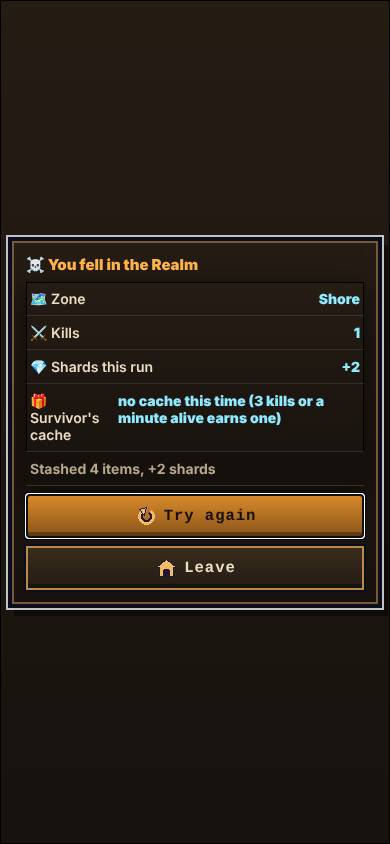 ☠️ You fell in the Realm
🗺️ Zone Shore
⚔️ Kills 1
💎 Shards this run +2
🎁 Survivor's cache no cache this time (3 kills or a minute alive earns one)
Stashed 4 items, +2 shards
Try again
Leave